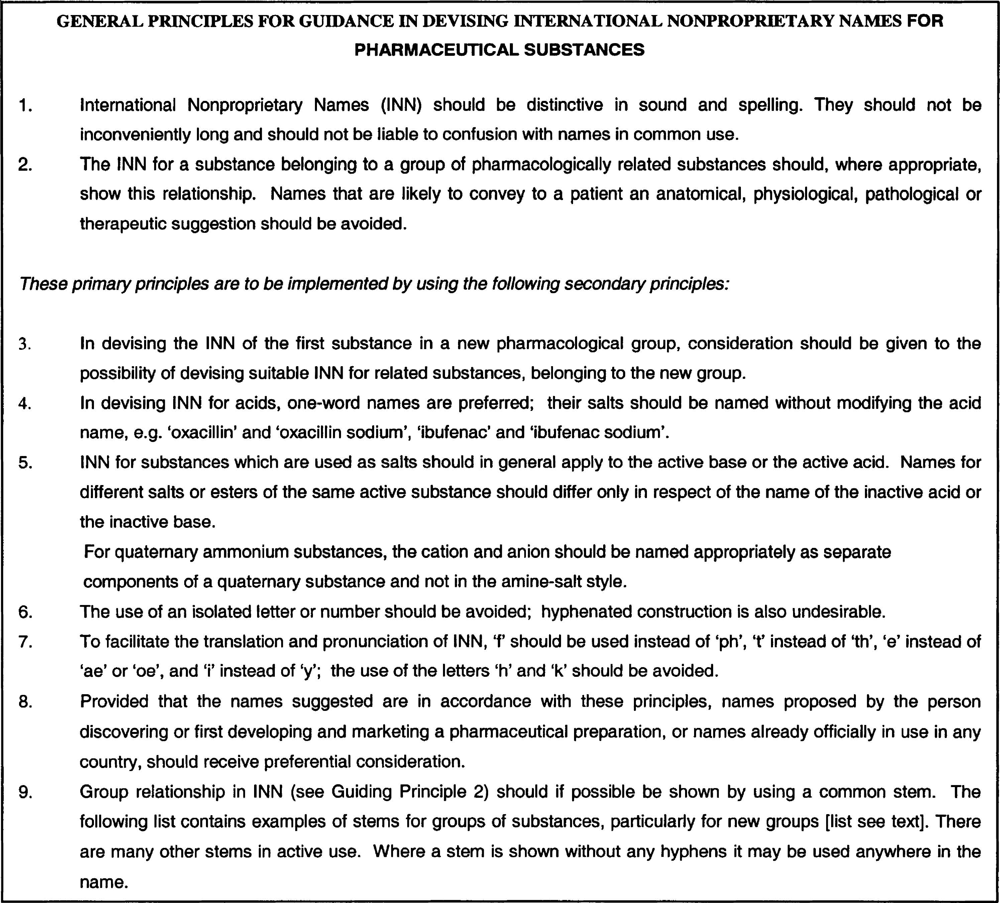 GENERAL PRINCIPLES FOR GUIDANCE IN DEVISING INTERNATIONAL NONPROPRIETARY NAMES FOR
PHARMACEUTICAL SUBSTANCES
1. International Nonproprietary Names (INN) should be distinctive in sound and spelling. They should not be
inconveniently long and should not be liable to confusion with names in common use.
2. The INN for a substance belonging to a group of pharmacologically related substances should, where appropriate,
show this relationship. Names that are likely to convey to a patient an anatomical, physiological, pathological or
therapeutic suggestion should be avoided.
These primary principles are to be implemented by using the following secondary principles:
3. In devising the INN of the first substance in a new pharmacological group, consideration should be given to the
possibility of devising suitable INN for related substances, belonging to the new group.
4. In devising INN for acids, one-word names are preferred; their salts should be named without modifying the acid
name, e.g. ‘oxacillin’ and ‘oxacillin sodium’, ‘ibufenac’ and ‘ibufenac sodium’.
5. INN for substances which are used as salts should in general apply to the active base or the active acid. Names for
different salts or esters of the same active substance should differ only in respect of the name of the inactive acid or
the inactive base.
For quaternary ammonium substances, the cation and anion should be named appropriately as separate
components of a quaternary substance and not in the amine-salt style.
6. The use of an isolated letter or number should be avoided; hyphenated construction is also undesirable.
7. To facilitate the translation and pronunciation of INN, ‘f’ should be used instead of ‘ph’, ‘t’ instead of ‘th’, ‘e’ instead of
‘ae’ or ‘oe’, and ‘i’ instead of ‘y’; the use of the letters ‘h’ and ‘k’ should be avoided.
8. Provided that the names suggested are in accordance with these principles, names proposed by the person
discovering or first developing and marketing a pharmaceutical preparation, or names already officially in use in any
country, should receive preferential consideration.
9. Group relationship in INN (see Guiding Principle 2) should if possible be shown by using a common stem. The
following list contains examples of stems for groups of substances, particularly for new groups [list see text]. There
are many other stems in active use. Where a stem is shown without any hyphens it may be used anywhere in the
name.